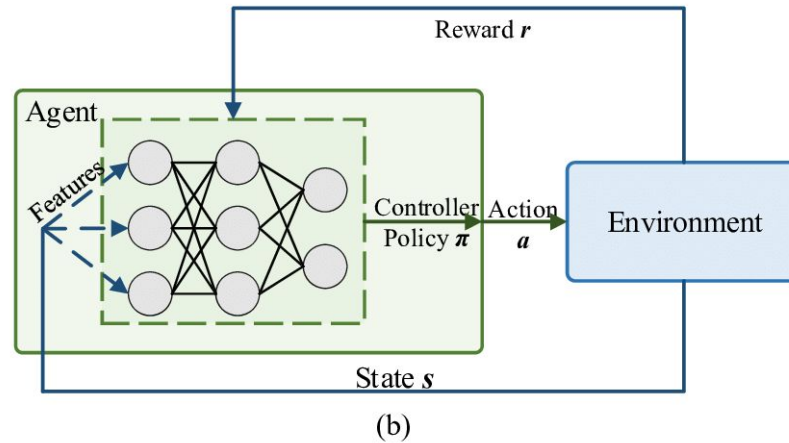 Reward r
Agent
Features
Controller
Policy π
Action
a
Environment
State s
(b)